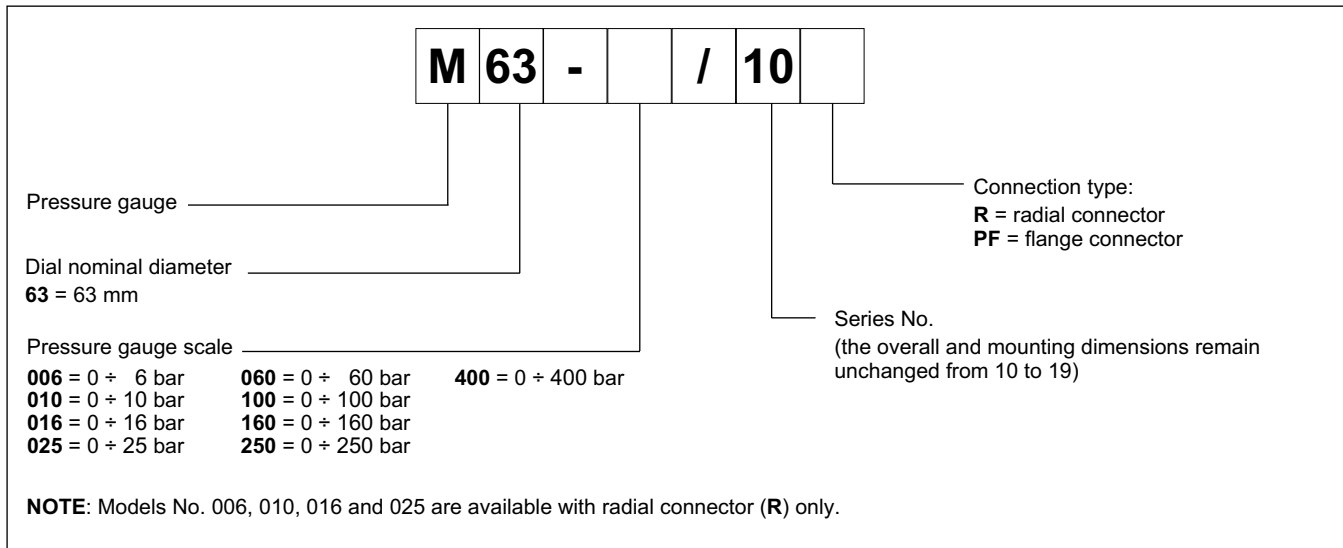 M 63 - / 10
Pressure gauge
Dial nominal diameter
63 = 63 mm
Pressure gauge scale
006 = 0 ÷ 6 bar
010 = 0 ÷ 10 bar
016 = 0 ÷ 16 bar
025 = 0 ÷ 25 bar
060 = 0 ÷ 60 bar
100 = 0 ÷ 100 bar
160 = 0 ÷ 160 bar
250 = 0 ÷ 250 bar
400 = 0 ÷ 400 bar
Connection type:
R = radial connector
PF = flange connector
Series No.
(the overall and mounting dimensions remain
unchanged from 10 to 19)
NOTE: Models No. 006, 010, 016 and 025 are available with radial connector (R) only.